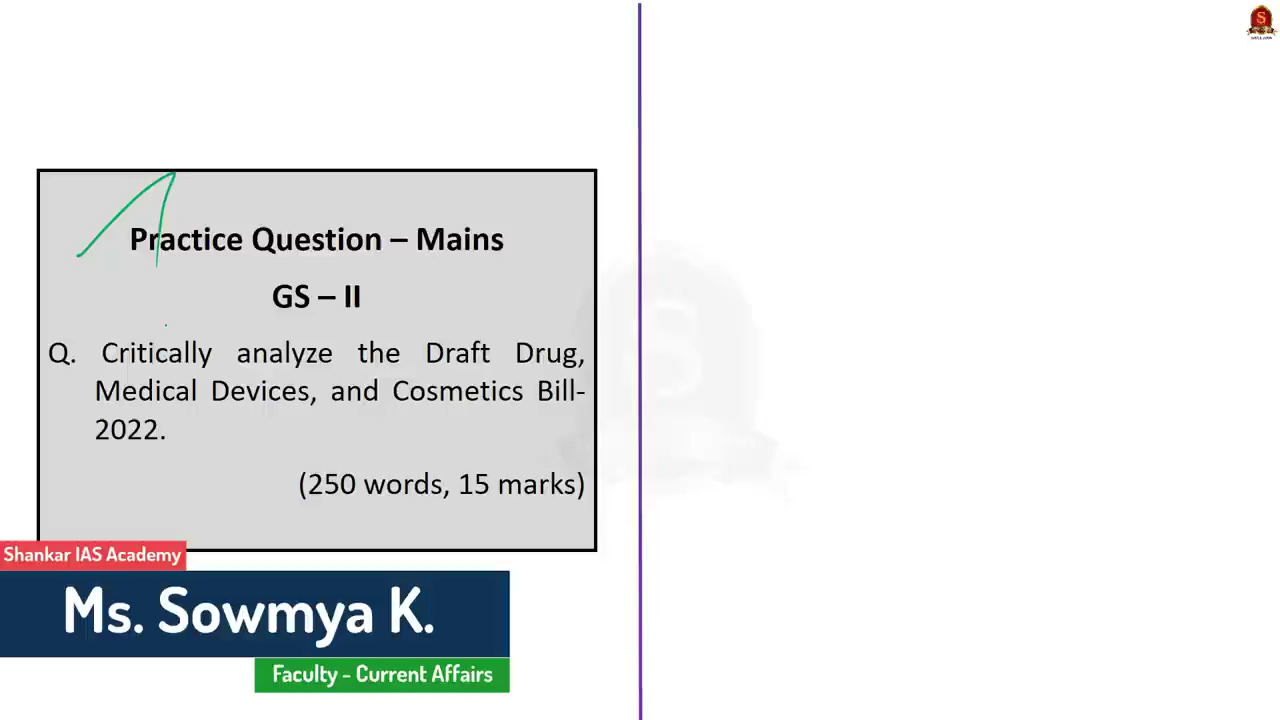 Practice Question – Mains
GS – II
Q. Critically analyze the Draft Drug,
Medical Devices, and Cosmetics Bill-
2022.
(250 words, 15 marks)
Shankar IAS Academy
Ms. Sowmya K.
Faculty - Current Affairs